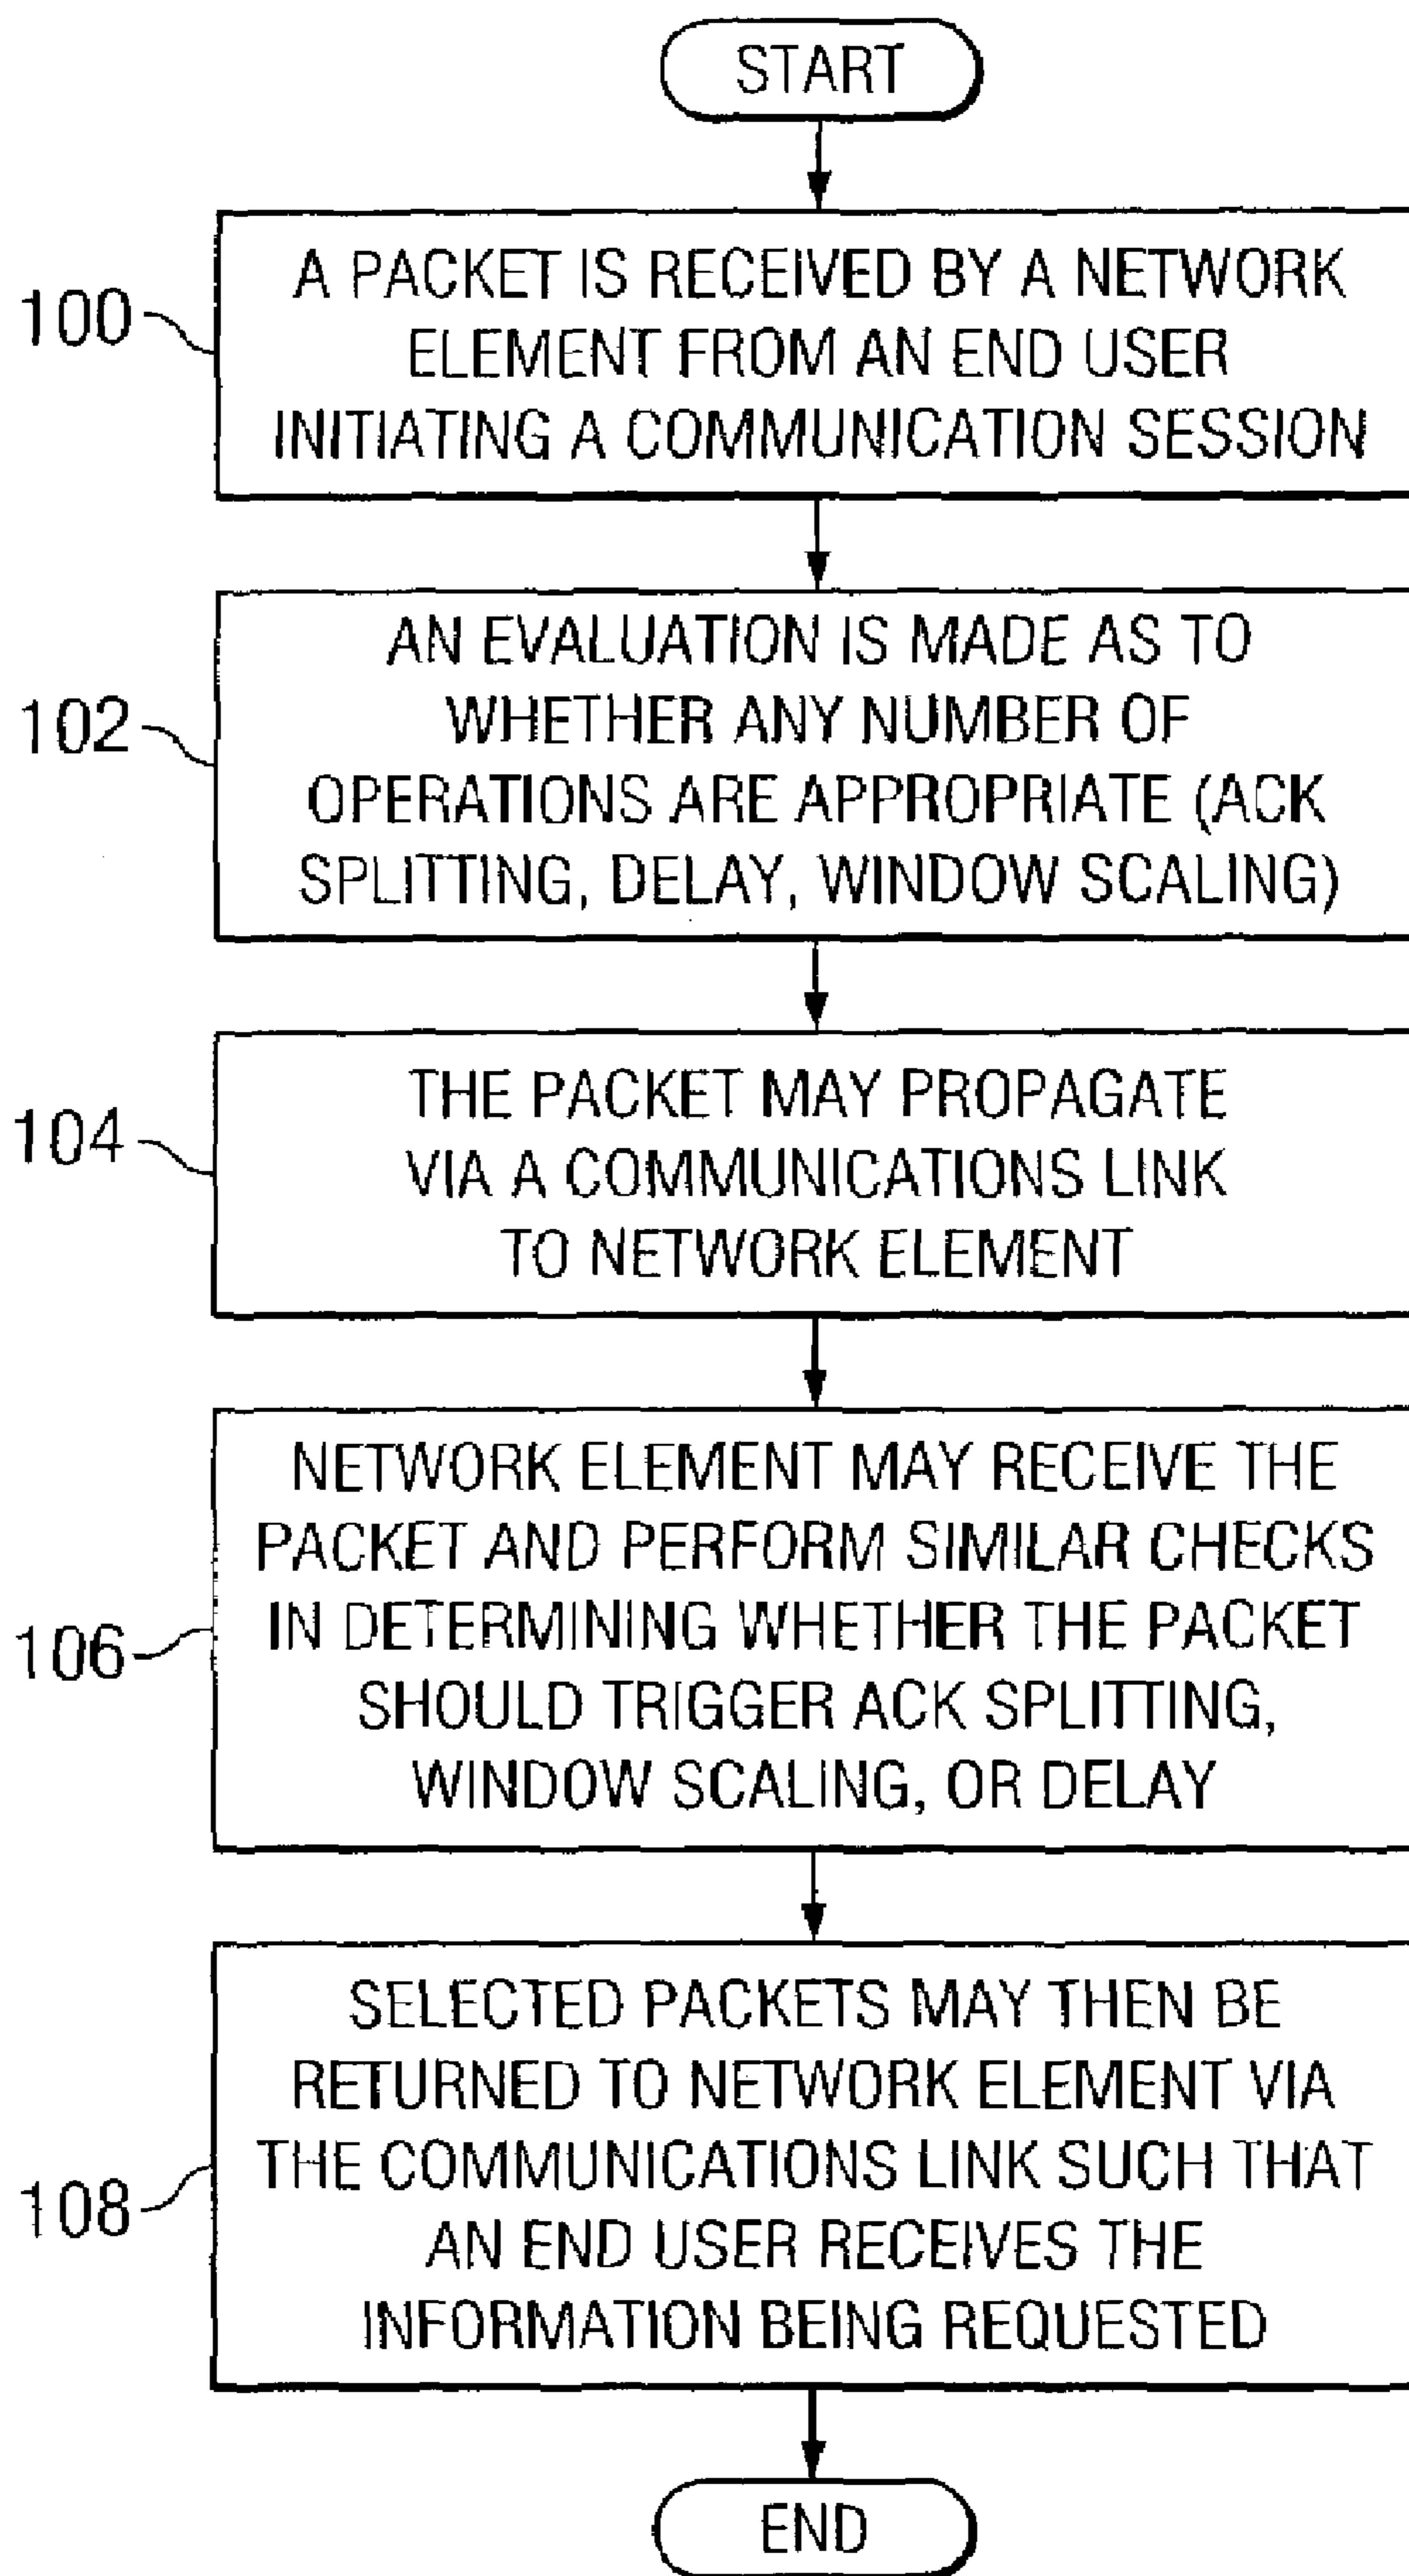 START
100
A PACKET IS RECEIVED BY A NETWORK
ELEMENT FROM AN END USER
INITIATING A COMMUNICATION SESSION
102
AN EVALUATION IS MADE AS TO
WHETHER ANY NUMBER OF
OPERATIONS ARE APPROPRIATE (ACK
SPLITTING, DELAY, WINDOW SCALING)
104
THE PACKET MAY PROPAGATE
VIA A COMMUNICATIONS LINK
TO NETWORK ELEMENT
106
NETWORK ELEMENT MAY RECEIVE THE
PACKET AND PERFORM SIMILAR CHECKS
IN DETERMINING WHETHER THE PACKET
SHOULD TRIGGER ACK SPLITTING,
WINDOW SCALING, OR DELAY
108
SELECTED PACKETS MAY THEN BE
RETURNED TO NETWORK ELEMENT VIA
THE COMMUNICATIONS LINK SUCH THAT
AN END USER RECEIVES THE
INFORMATION BEING REQUESTED
END